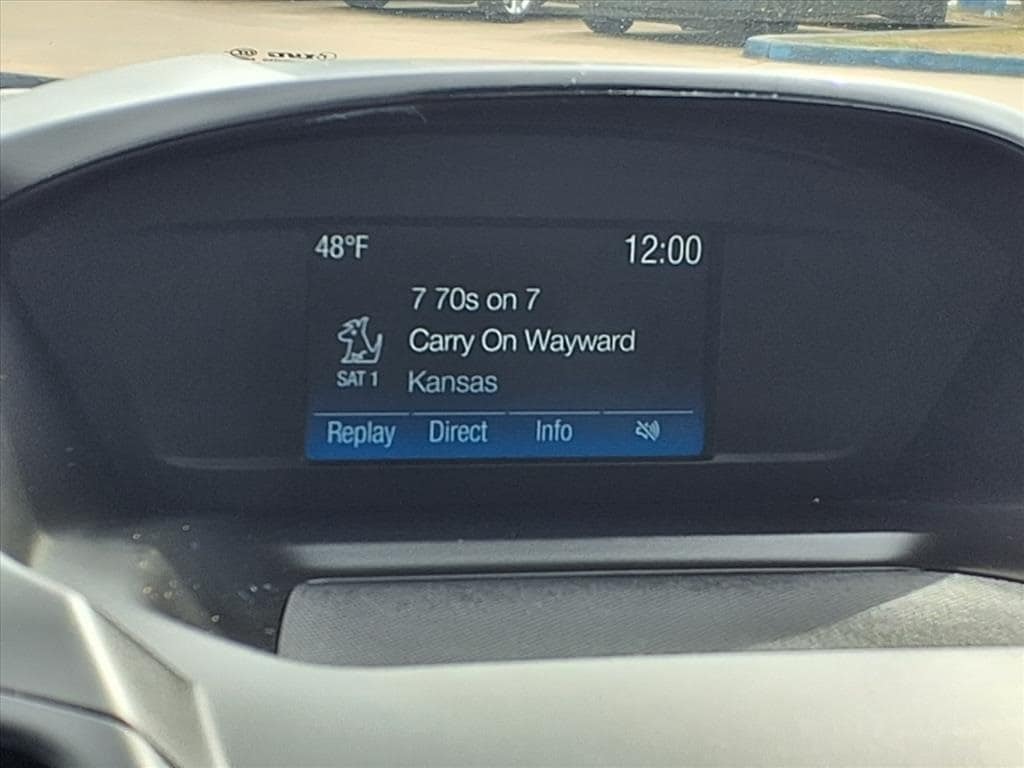 48°F 12:00
7 70s on 7
Carry On Wayward
SAT 1 Kansas
Replay Direct Info